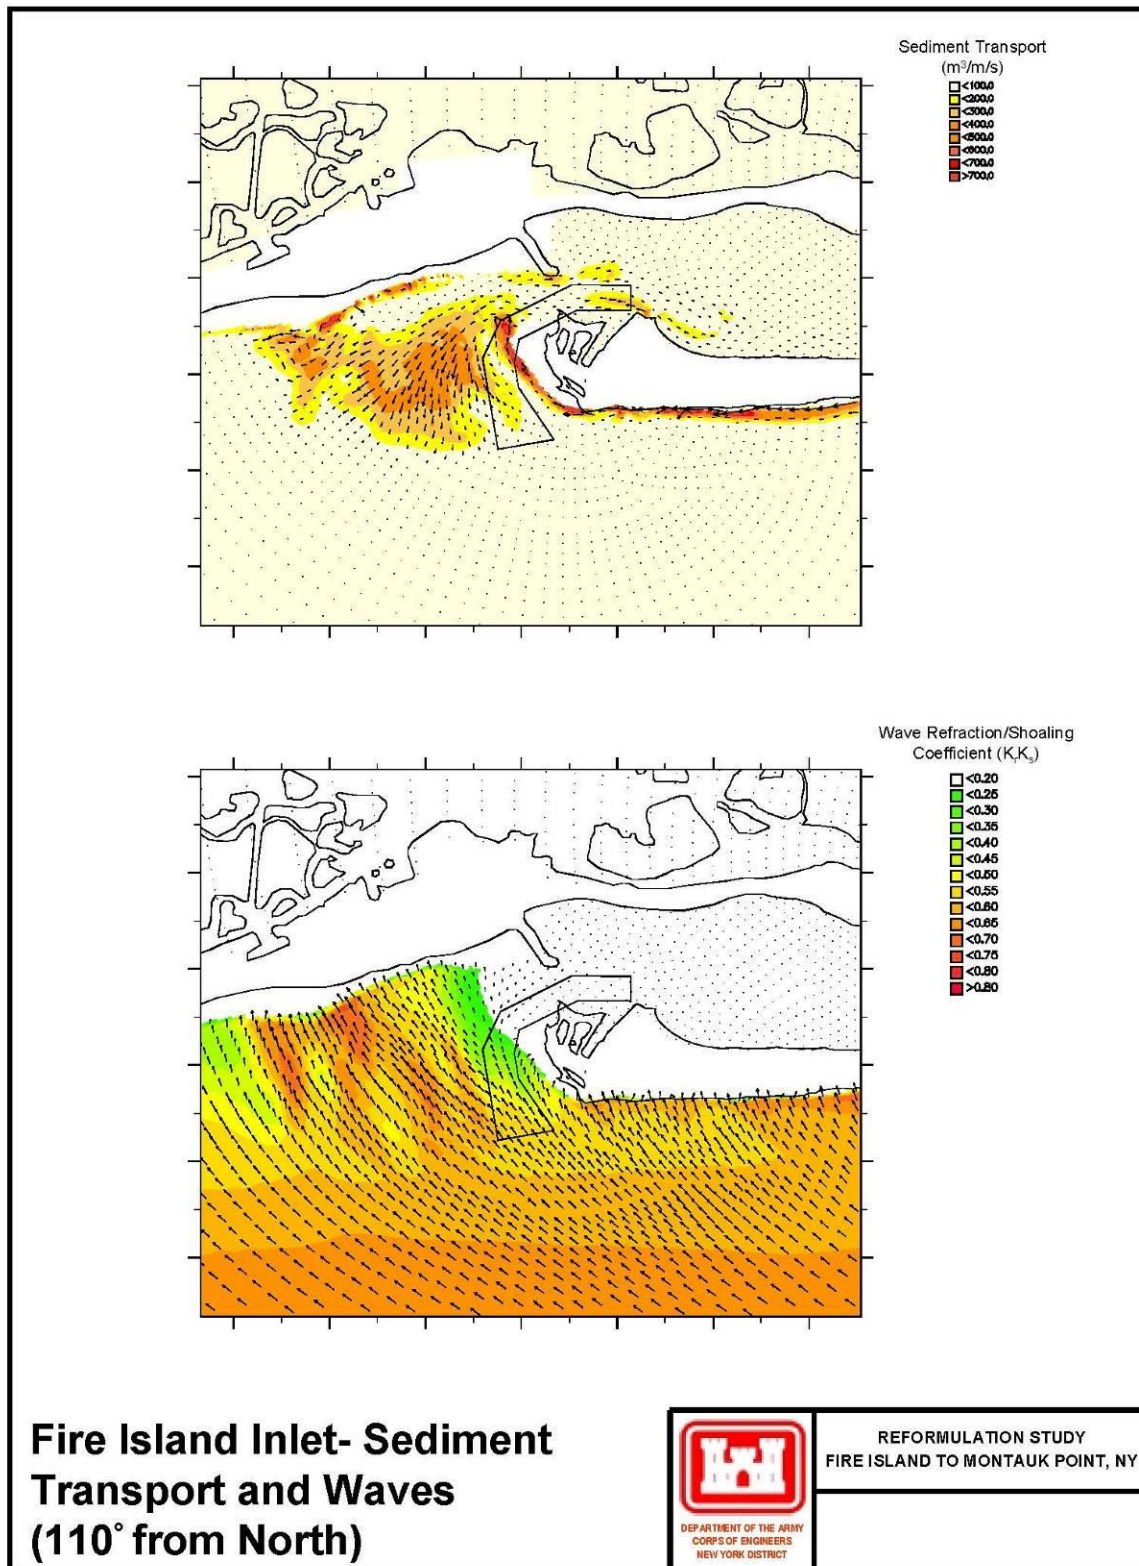 Sediment Transport
(m³/m/s)
<100.0
<200.0
<300.0
<400.0
<500.0
<600.0
<700.0
>700.0
Wave Refraction/Shoaling
Coefficient (KᵣKₛ)
<0.20
<0.25
<0.30
<0.35
<0.40
<0.45
<0.50
<0.55
<0.60
<0.65
<0.70
<0.75
<0.80
>0.80
Fire Island Inlet- Sediment
Transport and Waves
(110° from North)
DEPARTMENT OF THE ARMY
CORPS OF ENGINEERS
NEW YORK DISTRICT
REFORMULATION STUDY
FIRE ISLAND TO MONTAUK POINT, NY